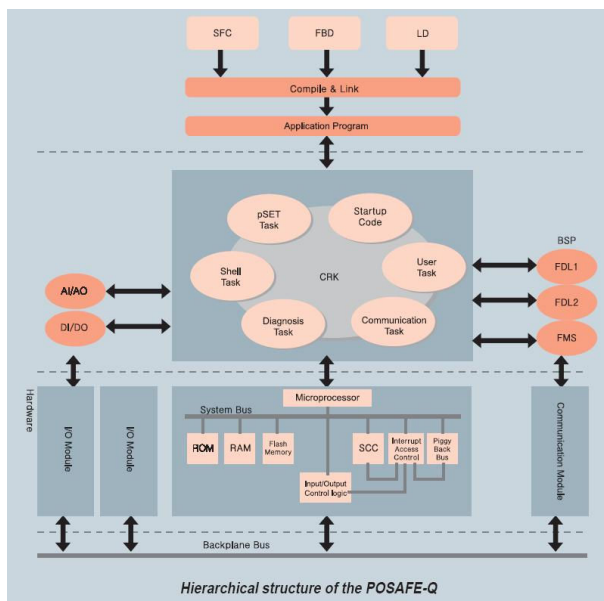 SFC
FBD
LD
Compile & Link
Application Program
pSET
Task
Startup
Code
Shell
Task
CRK
User
Task
Diagnosis
Task
Communication
Task
AI/AO
DI/DO
BSP
FDL1
FDL2
FMS
Hardware
I/O Module
I/O Module
Microprocessor
System Bus
ROM
RAM
Flash
Memory
SCC
Interrupt
Access
Control
Piggy
Back
Bus
Input/Output
Control logic
Communication Module
Backplane Bus
Hierarchical structure of the POSAFE-Q